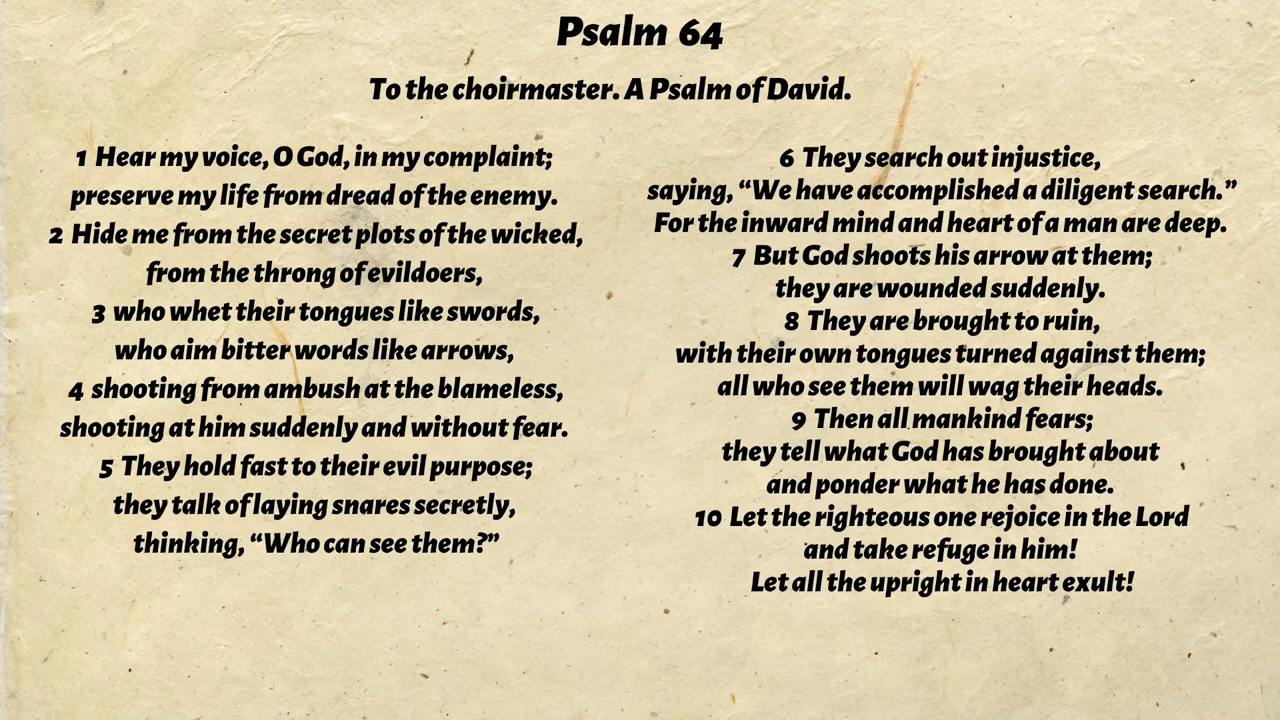 Psalm 64
To the choirmaster. A Psalm of David.
1 Hear my voice, O God, in my complaint;
preserve my life from dread of the enemy.
2 Hide me from the secret plots of the wicked,
from the throng of evildoers,
3 who whet their tongues like swords,
who aim bitter words like arrows,
4 shooting from ambush at the blameless,
shooting at him suddenly and without fear.
5 They hold fast to their evil purpose;
they talk of laying snares secretly,
thinking, “Who can see them?”
6 They search out injustice,
saying, “We have accomplished a diligent search.”
For the inward mind and heart of a man are deep.
7 But God shoots his arrow at them;
they are wounded suddenly.
8 They are brought to ruin,
with their own tongues turned against them;
all who see them will wag their heads.
9 Then all mankind fears;
they tell what God has brought about
and ponder what he has done.
10 Let the righteous one rejoice in the Lord
and take refuge in him!
Let all the upright in heart exult!